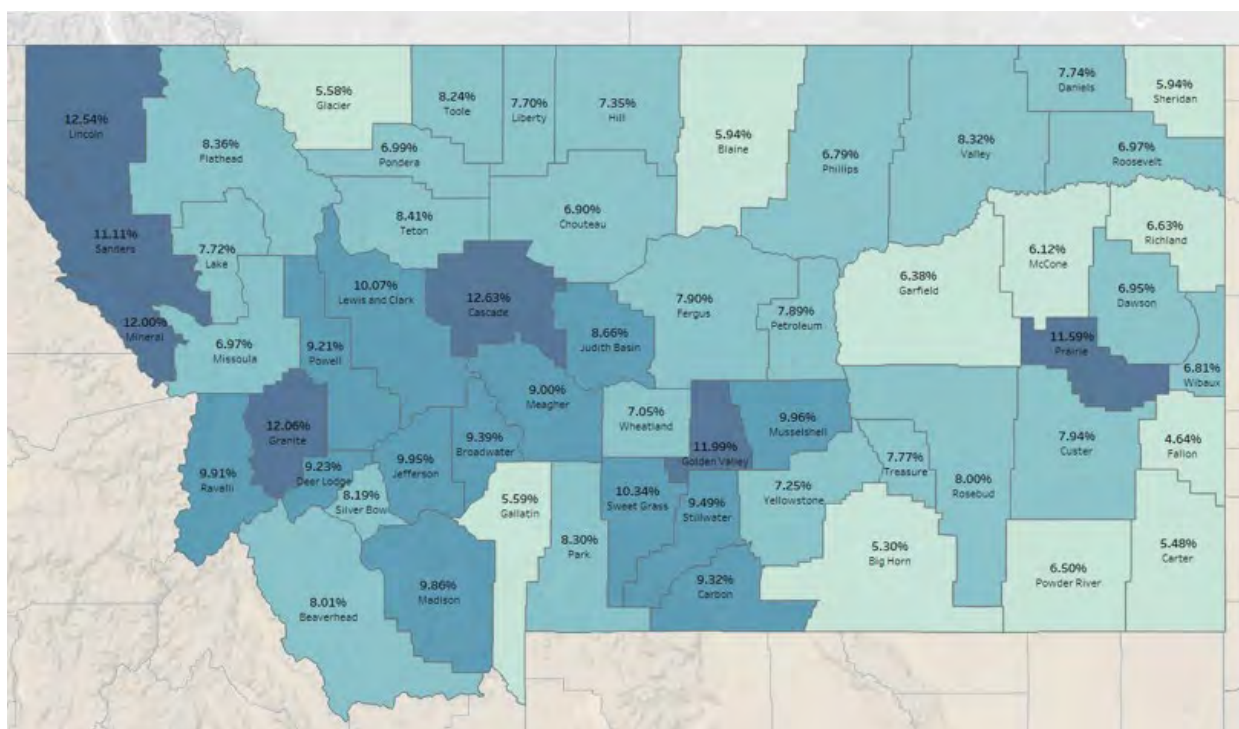 12.54%
Lincoln
8.36%
Flathead
5.58%
Glacier
8.24%
Toole
7.70%
Liberty
7.35%
Hill
5.94%
Blaine
6.79%
Phillips
8.32%
Valley
7.74%
Daniels
5.94%
Sheridan
6.97%
Roosevelt
6.99%
Pondera
8.41%
Teton
6.90%
Chouteau
11.11%
Sanders
7.72%
Lake
10.07%
Lewis and Clark
12.63%
Cascade
8.66%
Judith Basin
7.90%
Fergus
7.89%
Petroleum
6.38%
Garfield
6.12%
McCone
6.63%
Richland
6.95%
Dawson
12.00%
Mineral
6.97%
Missoula
9.21%
Powell
9.00%
Meagher
11.59%
Prairie
6.81%
Wibaux
12.06%
Granite
9.91%
Ravelli
9.23%
Deer Lodge
8.19%
Silver Bow
9.95%
Jefferson
9.39%
Broadwater
7.05%
Wheatland
11.99%
Golden Valley
9.96%
Musselshell
7.77%
Treasure
8.00%
Rosebud
7.94%
Custer
4.64%
Fallon
5.59%
Gallatin
10.34%
Sweet Grass
9.49%
Stillwater
7.25%
Yellowstone
8.30%
Park
9.32%
Carbon
5.30%
Big Horn
6.50%
Powder River
5.48%
Carter
8.01%
Beaverhead
9.86%
Madison